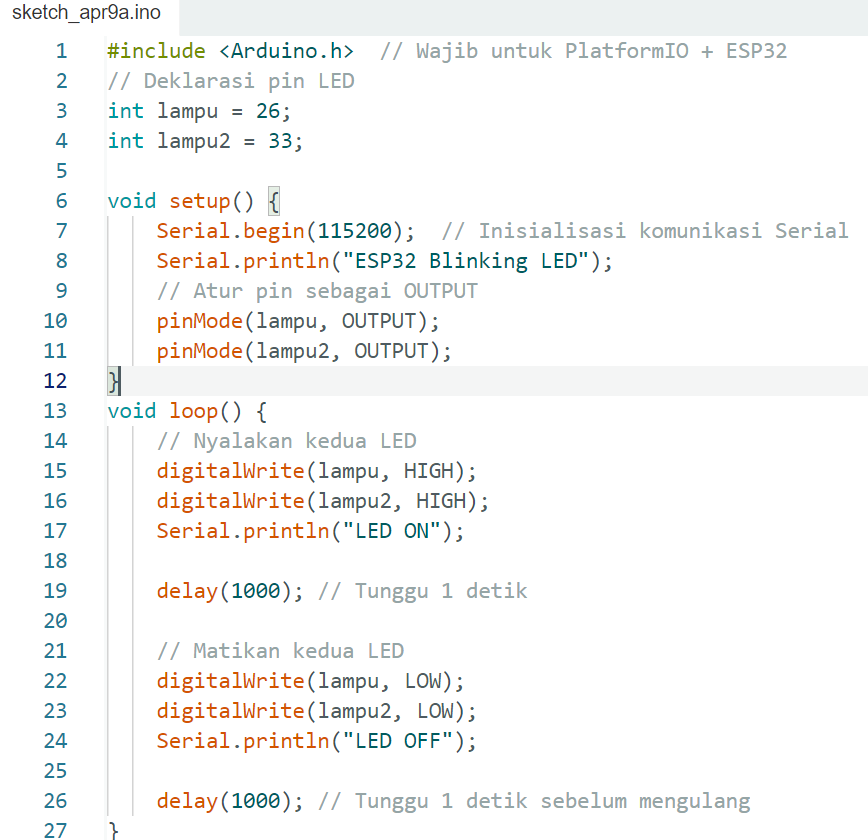 sketch_apr9a.ino
1 #include <Arduino.h>  // Wajib untuk PlatformIO + ESP32
2 // Deklarasi pin LED
3 int lampu = 26;
4 int lampu2 = 33;
5
6 void setup() {
7     Serial.begin(115200);  // Inisialisasi komunikasi Serial
8     Serial.println("ESP32 Blinking LED");
9     // Atur pin sebagai OUTPUT
10     pinMode(lampu, OUTPUT);
11     pinMode(lampu2, OUTPUT);
12 }
13 void loop() {
14     // Nyalakan kedua LED
15     digitalWrite(lampu, HIGH);
16     digitalWrite(lampu2, HIGH);
17     Serial.println("LED ON");
18
19     delay(1000); // Tunggu 1 detik
20
21     // Matikan kedua LED
22     digitalWrite(lampu, LOW);
23     digitalWrite(lampu2, LOW);
24     Serial.println("LED OFF");
25
26     delay(1000); // Tunggu 1 detik sebelum mengulang
27 }